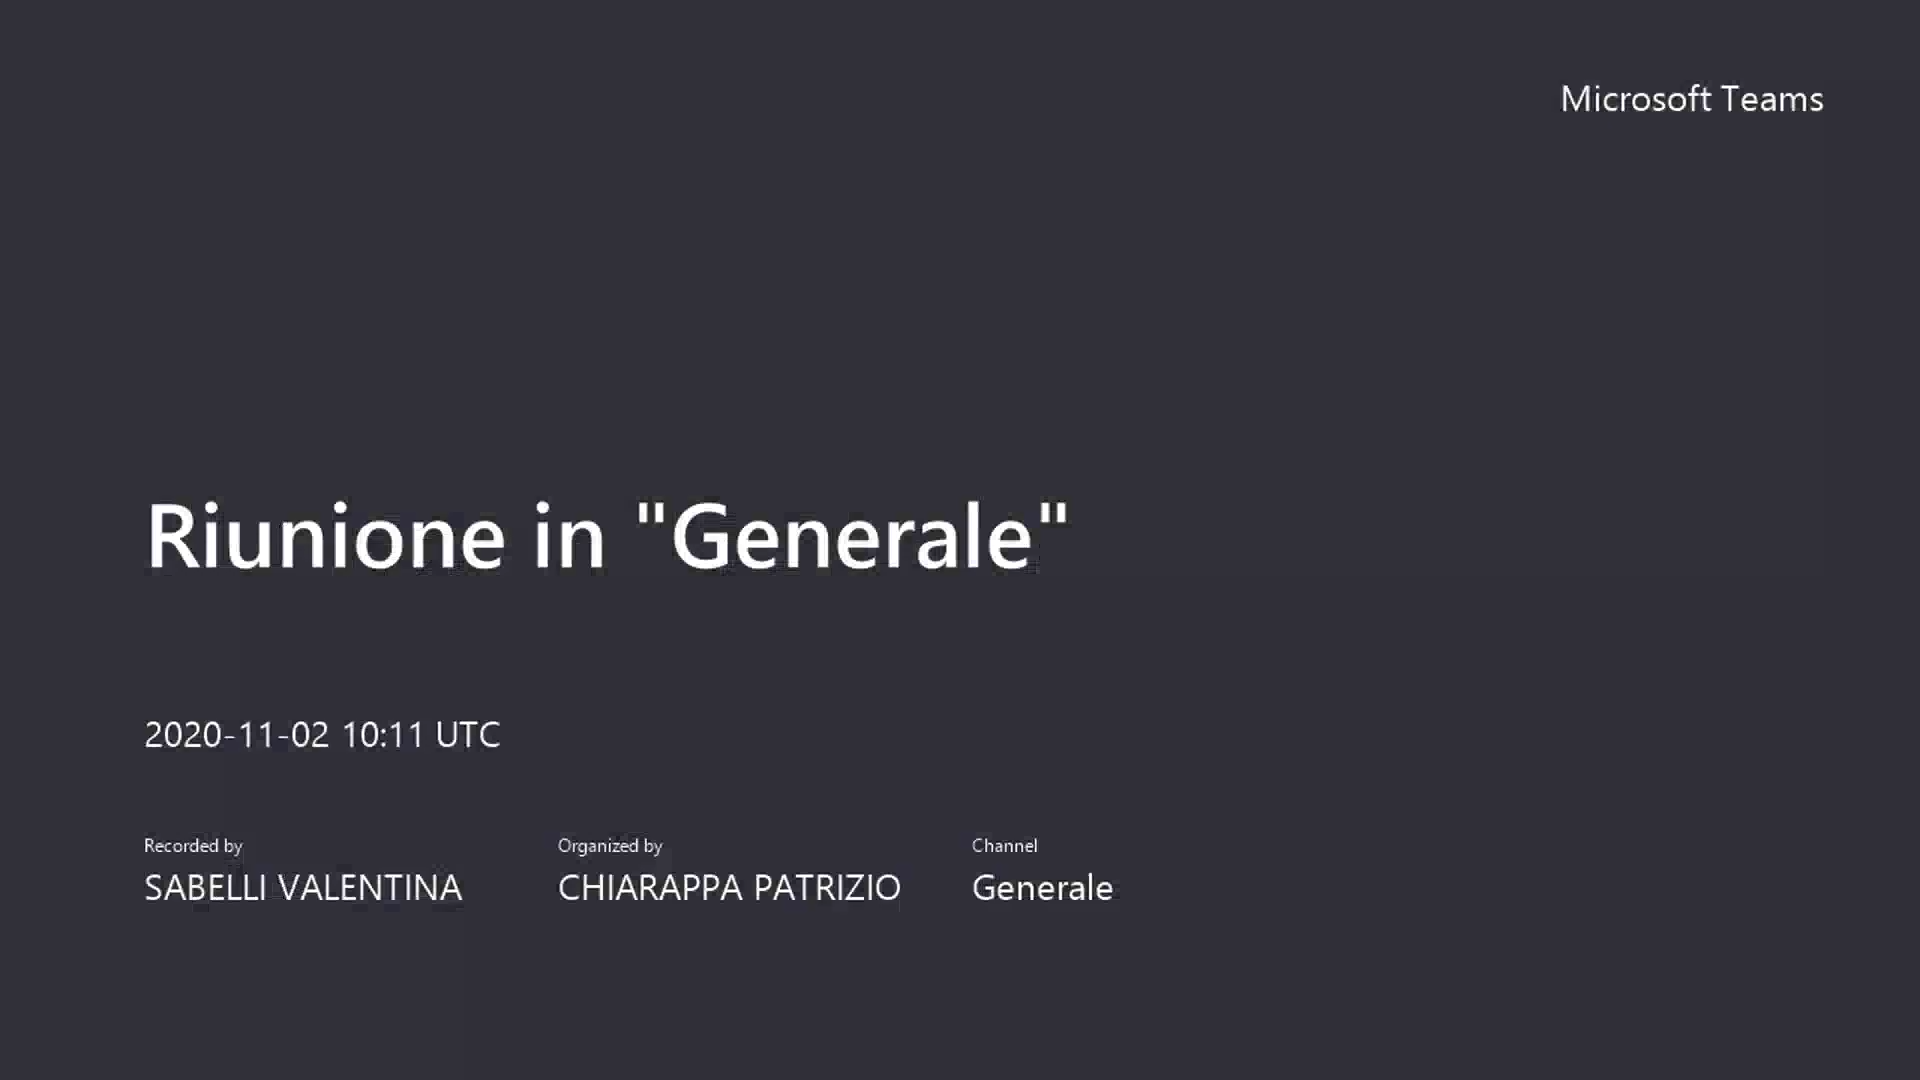 Microsoft Teams
Riunione in "Generale"
2020-11-02 10:11 UTC
Recorded by
SABELLI VALENTINA
Organized by
CHIARAPPA PATRIZIO
Channel
Generale